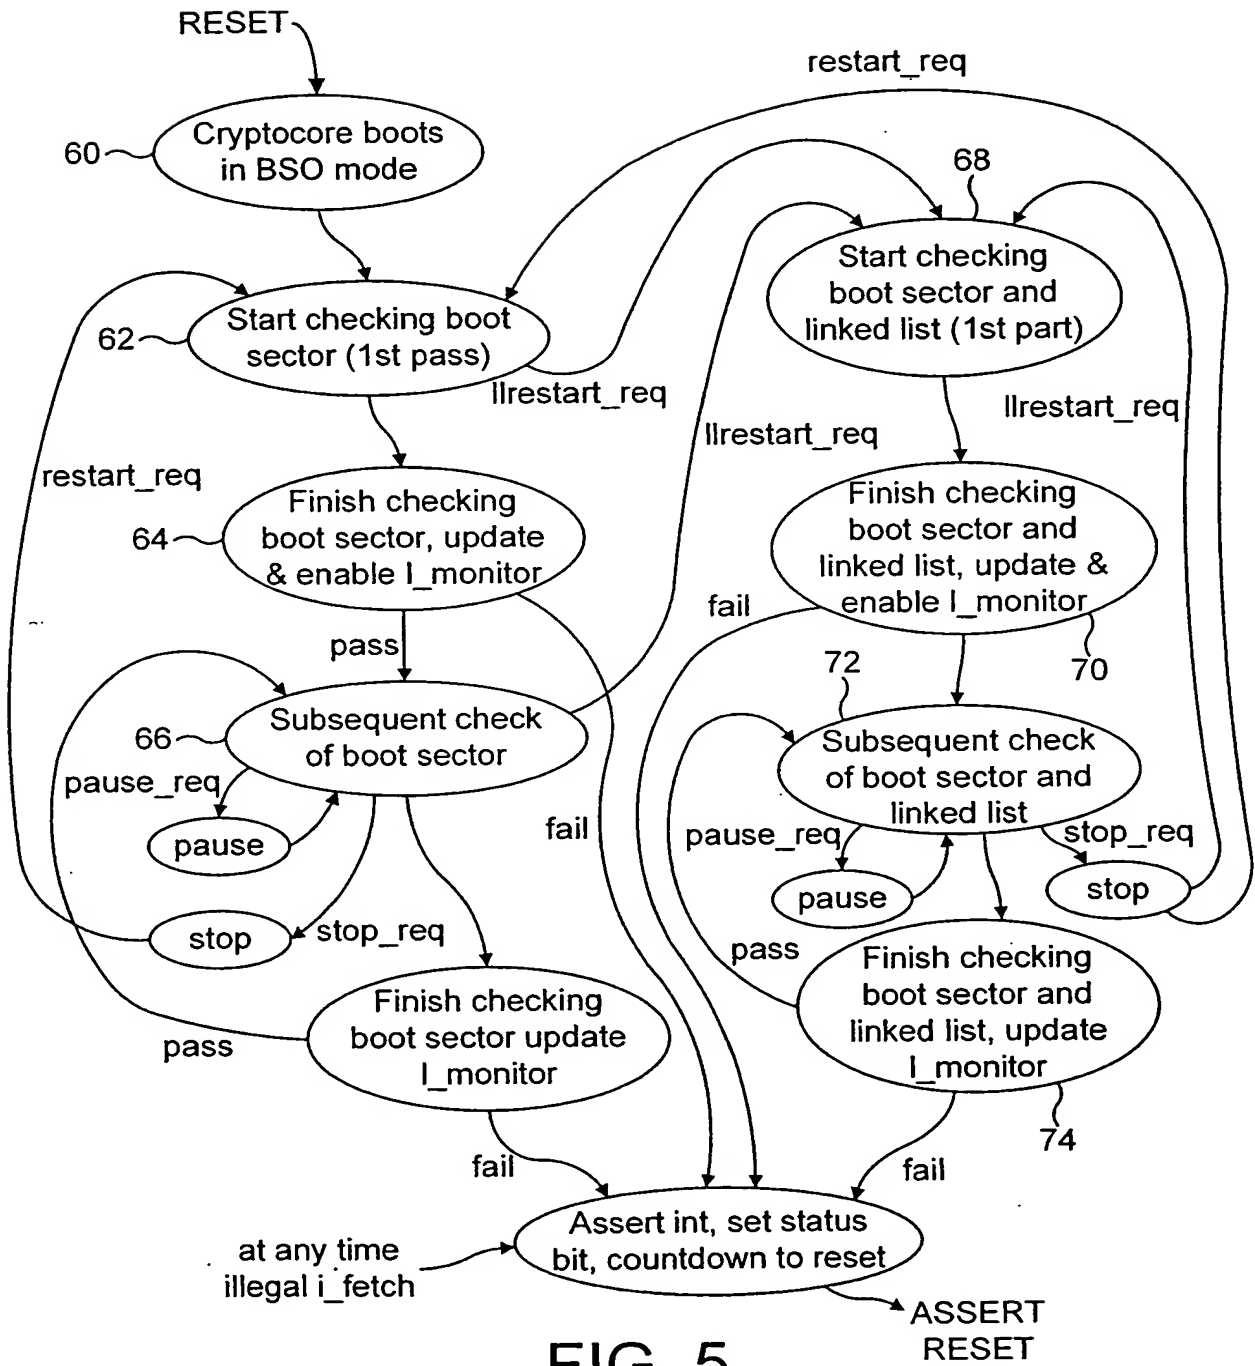 RESET
restart_req
60
Cryptocore boots
in BSO mode
68
Start checking
boot sector and
linked list (1st part)
62
Start checking boot
sector (1st pass)
llrestart_req
llrestart_req
llrestart_req
restart_req
64
Finish checking
boot sector, update
& enable I_monitor
Finish checking
boot sector and
linked list, update &
enable I_monitor
fail
pass
70
72
66
Subsequent check
of boot sector
Subsequent check
of boot sector and
linked list
pause_req
pause
fail
pause_req
stop_req
pause
stop
stop
stop_req
pass
Finish checking
boot sector and
linked list, update
I_monitor
Finish checking
boot sector update
I_monitor
pass
74
fail
fail
Assert int, set status
bit, countdown to reset
at any time
illegal i_fetch
ASSERT
RESET
FIG. 5